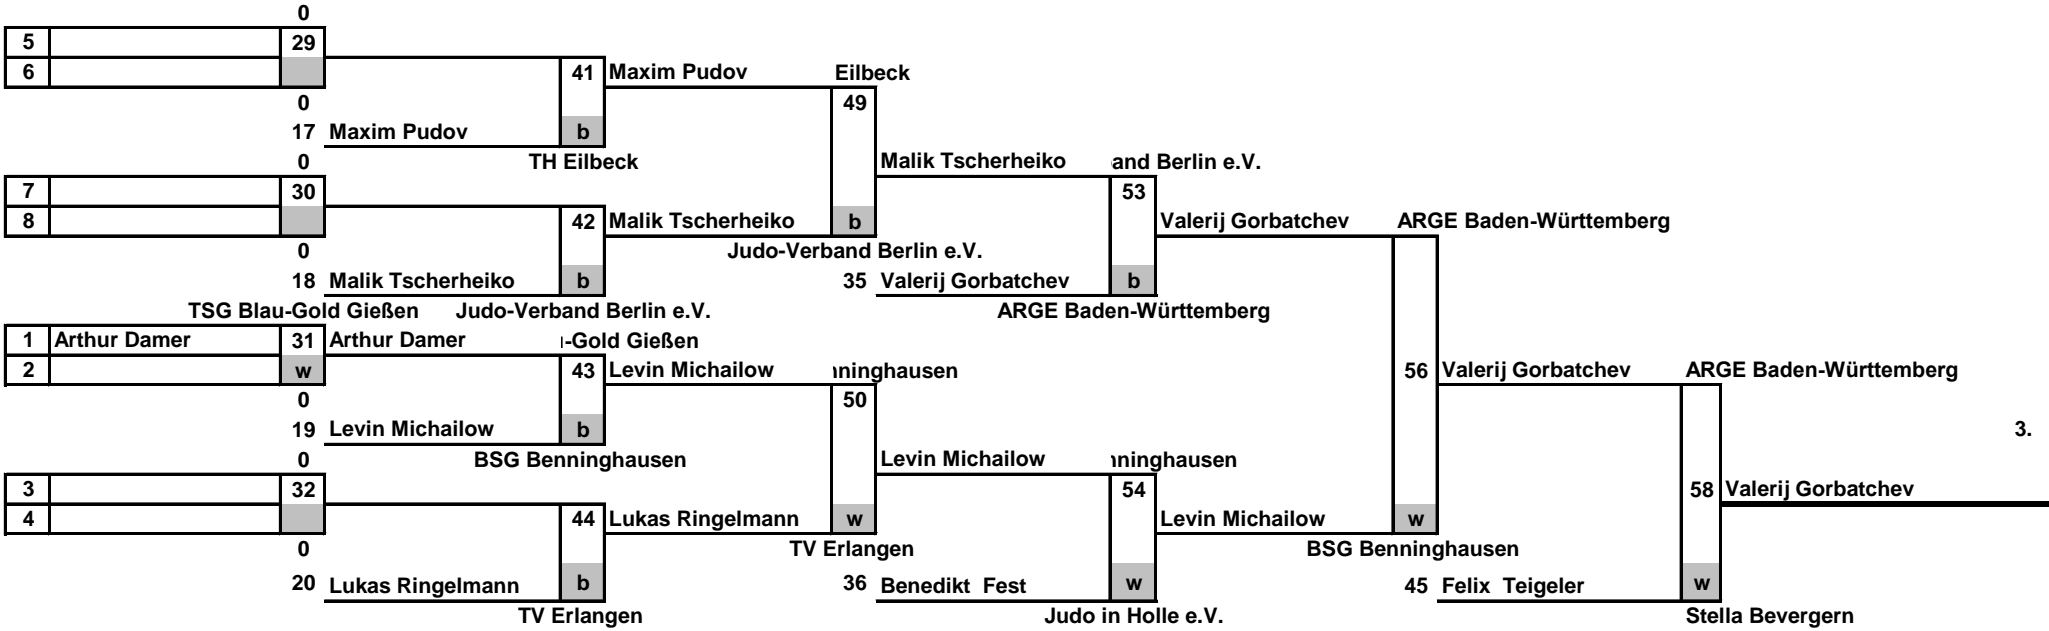 0
5 29
6 41 Maxim Pudov Eilbeck
0 49
17 Maxim Pudov b
0 TH Eilbeck Malik Tscherheiko and Berlin e.V.
7 30 53
8 42 Malik Tscherheiko b Valerij Gorbatchev ARGE Baden-Württemberg
0 Judo-Verband Berlin e.V.
18 Malik Tscherheiko b 35 Valerij Gorbatchev b
TSG Blau-Gold Gießen Judo-Verband Berlin e.V. ARGE Baden-Württemberg
1 Arthur Damer 31 Arthur Damer -Gold Gießen
2 w 43 Levin Michailow nninghausen 56 Valerij Gorbatchev ARGE Baden-Württemberg
0 50
19 Levin Michailow b 3.
0 BSG Benninghausen Levin Michailow nninghausen
3 32 54 58 Valerij Gorbatchev
4 44 Lukas Ringelmann w Levin Michailow w
0 TV Erlangen BSG Benninghausen
20 Lukas Ringelmann b 36 Benedikt Fest w 45 Felix Teigeler w
TV Erlangen Judo in Holle e.V. Stella Bevergern